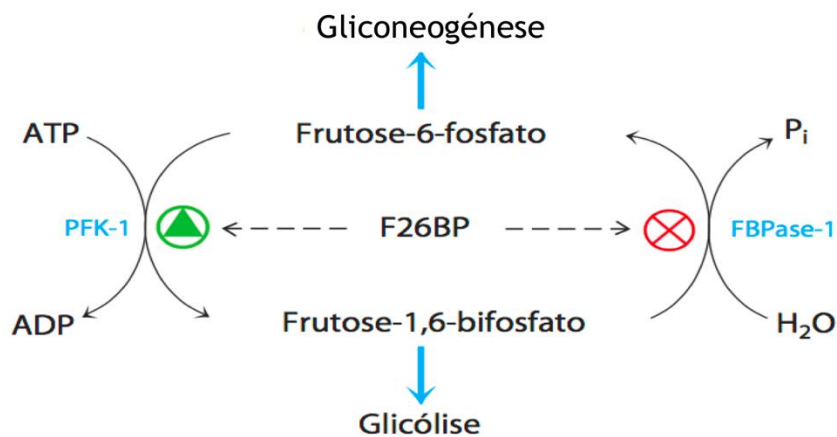 Gliconeogénese
ATP
Frutose-6-fosfato
Pi
PFK-1
F26BP
FBPase-1
ADP
Frutose-1,6-bifosfato
H₂O
Glicólise